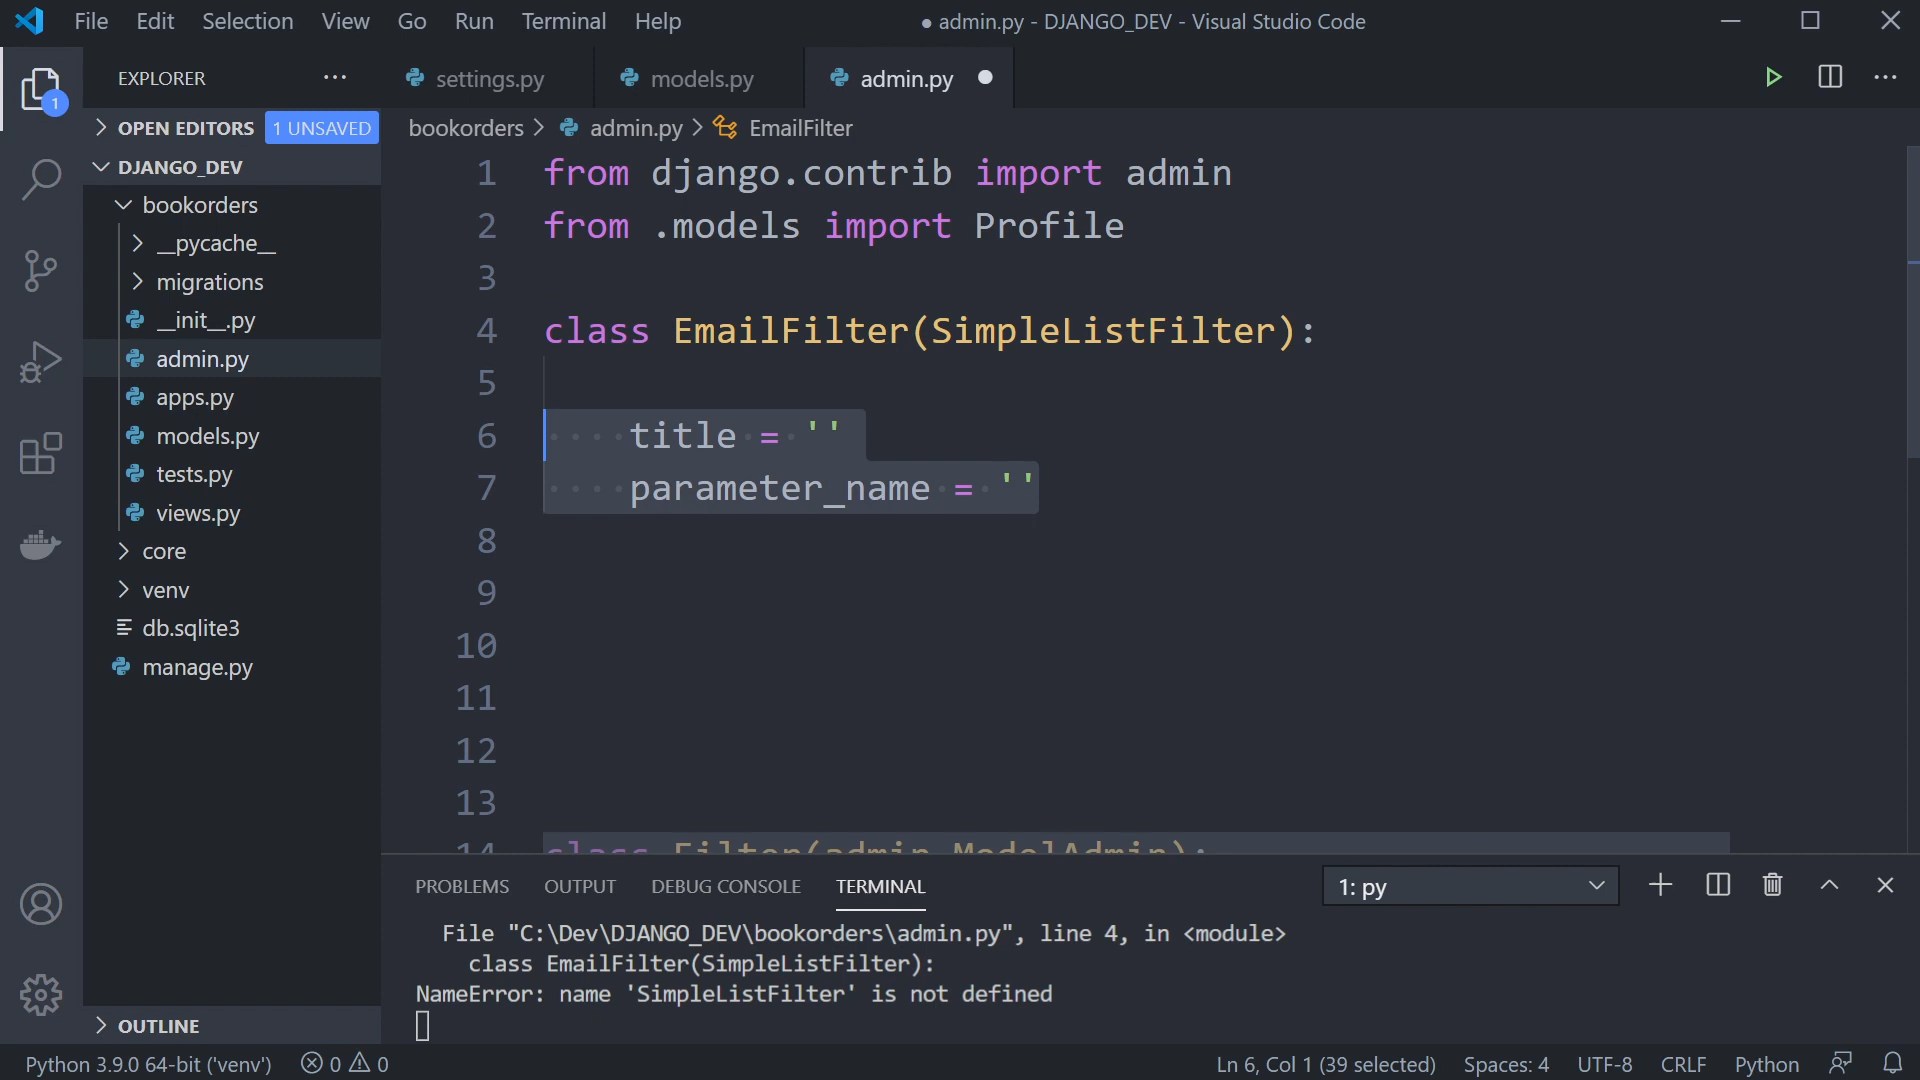 File Edit Selection View Go Run Terminal Help
● admin.py - DJANGO_DEV - Visual Studio Code
EXPLORER ···
settings.py
models.py
admin.py ●
OPEN EDITORS 1 UNSAVED
bookorders > admin.py > EmailFilter
DJANGO_DEV
bookorders
__pycache__
migrations
__init__.py
admin.py
apps.py
models.py
tests.py
views.py
core
venv
db.sqlite3
manage.py
OUTLINE
1 from django.contrib import admin
2 from .models import Profile
3
4 class EmailFilter(SimpleListFilter):
5
6 title = ''
7 parameter_name = ''
8
9
10
11
12
13
14 class Filter(admin.ModelAdmin):
PROBLEMS OUTPUT DEBUG CONSOLE TERMINAL
1: py
File "C:\Dev\DJANGO_DEV\bookorders\admin.py", line 4, in <module>
class EmailFilter(SimpleListFilter):
NameError: name 'SimpleListFilter' is not defined
Python 3.9.0 64-bit ('venv') 0 0
Ln 6, Col 1 (39 selected) Spaces: 4 UTF-8 CRLF Python
1